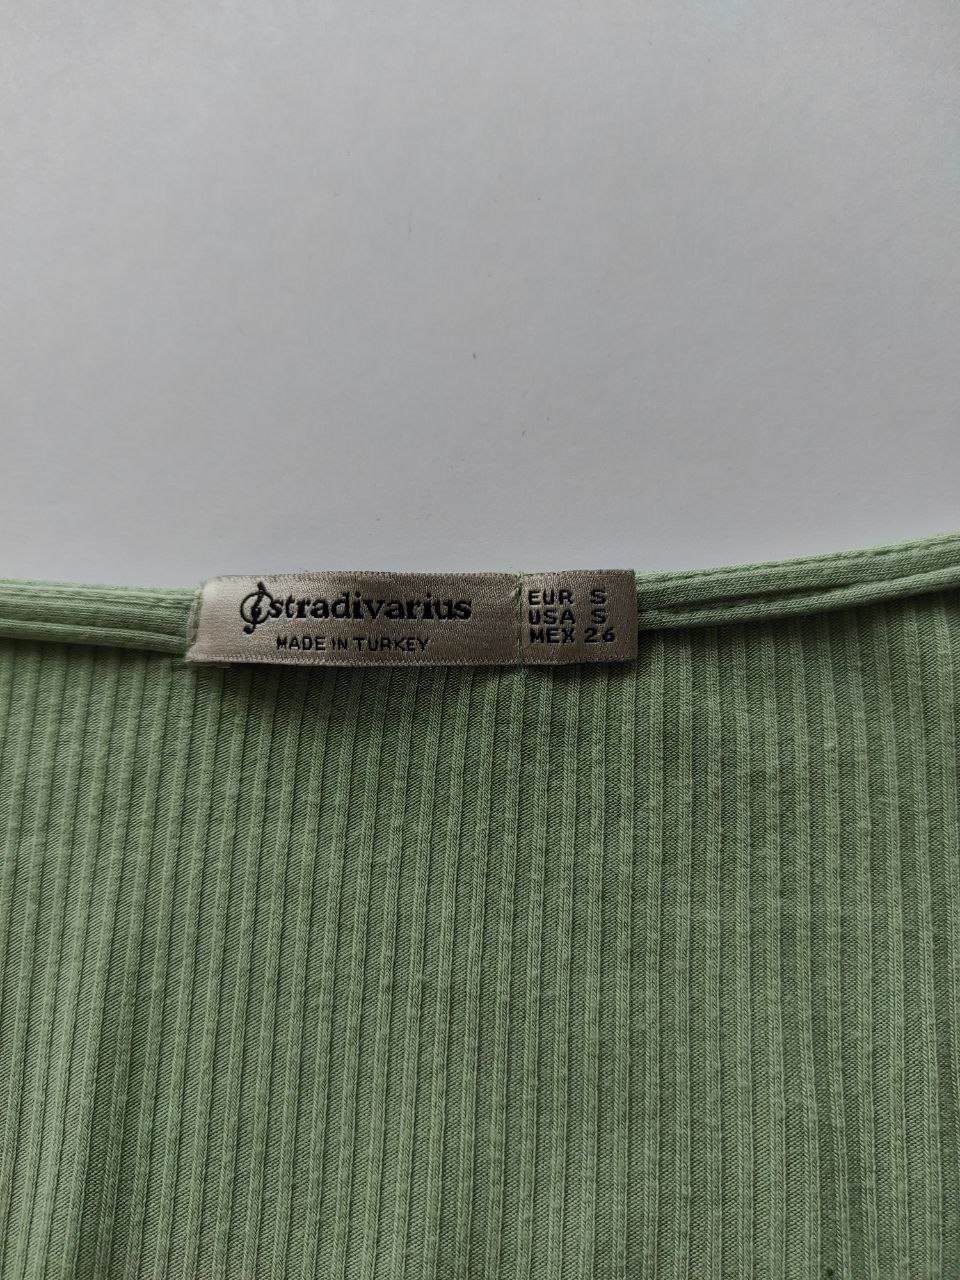 stradivarius
MADE IN TURKEY
EUR S
USA S
MEX 26